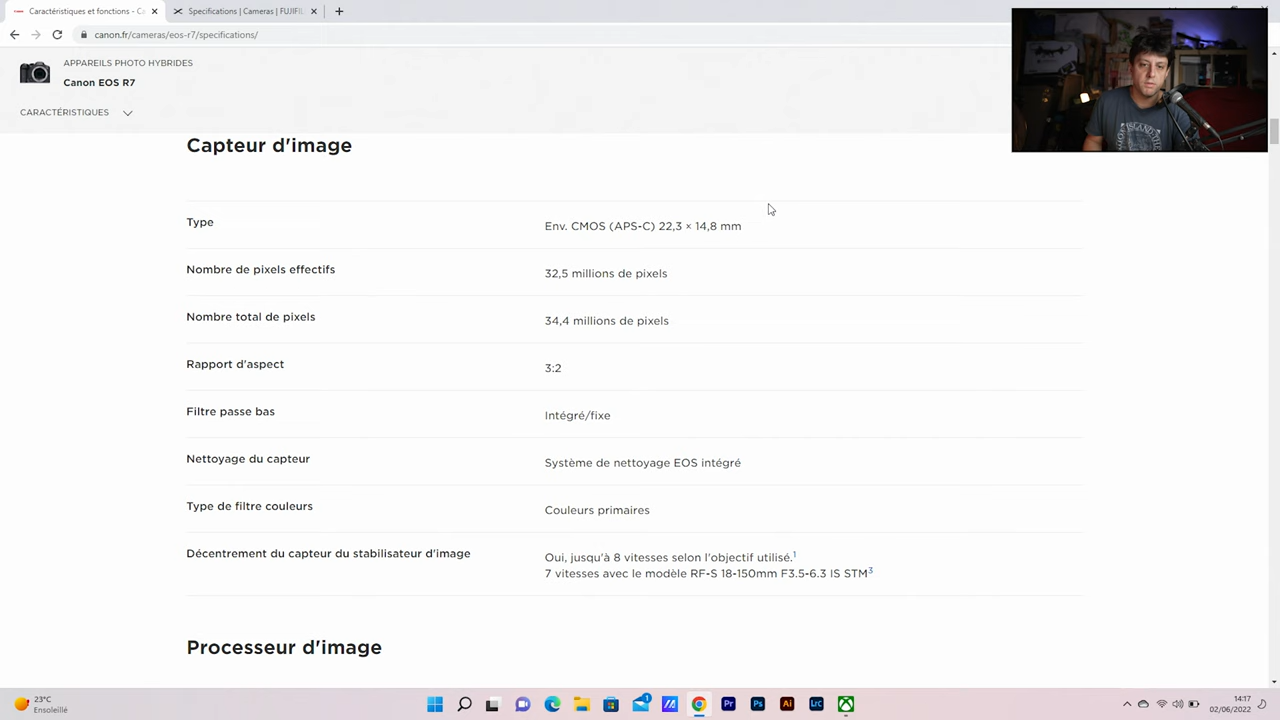 Caractéristiques et fonctions - Ca
Specifications | Cameras | FUJIFIL
canon.fr/cameras/eos-r7/specifications/
APPAREILS PHOTO HYBRIDES
Canon EOS R7
CARACTÉRISTIQUES
Capteur d'image
Type
Env. CMOS (APS-C) 22,3 × 14,8 mm
Nombre de pixels effectifs
32,5 millions de pixels
Nombre total de pixels
34,4 millions de pixels
Rapport d'aspect
3:2
Filtre passe bas
Intégré/fixe
Nettoyage du capteur
Système de nettoyage EOS intégré
Type de filtre couleurs
Couleurs primaires
Décentrement du capteur du stabilisateur d'image
Oui, jusqu'à 8 vitesses selon l'objectif utilisé.1
7 vitesses avec le modèle RF-S 18-150mm F3.5-6.3 IS STM3
Processeur d'image
23°C
Ensoleillé
1
Pr
Ps
Ai
Lrc
14:17
02/06/2022